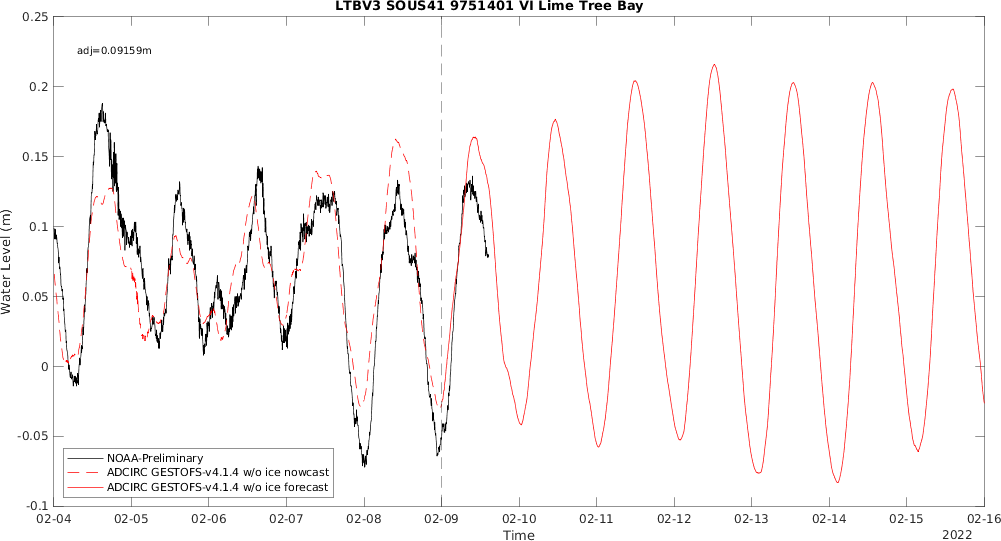 LTBV3 SOUS41 9751401 VI Lime Tree Bay
adj=0.09159m
Water Level (m)
0.25
0.2
0.15
0.1
0.05
0
-0.05
-0.1
NOAA-Preliminary
ADCIRC GESTOFS-v4.1.4 w/o ice nowcast
ADCIRC GESTOFS-v4.1.4 w/o ice forecast
02-04 02-05 02-06 02-07 02-08 02-09 02-10 02-11 02-12 02-13 02-14 02-15 02-16
Time
2022